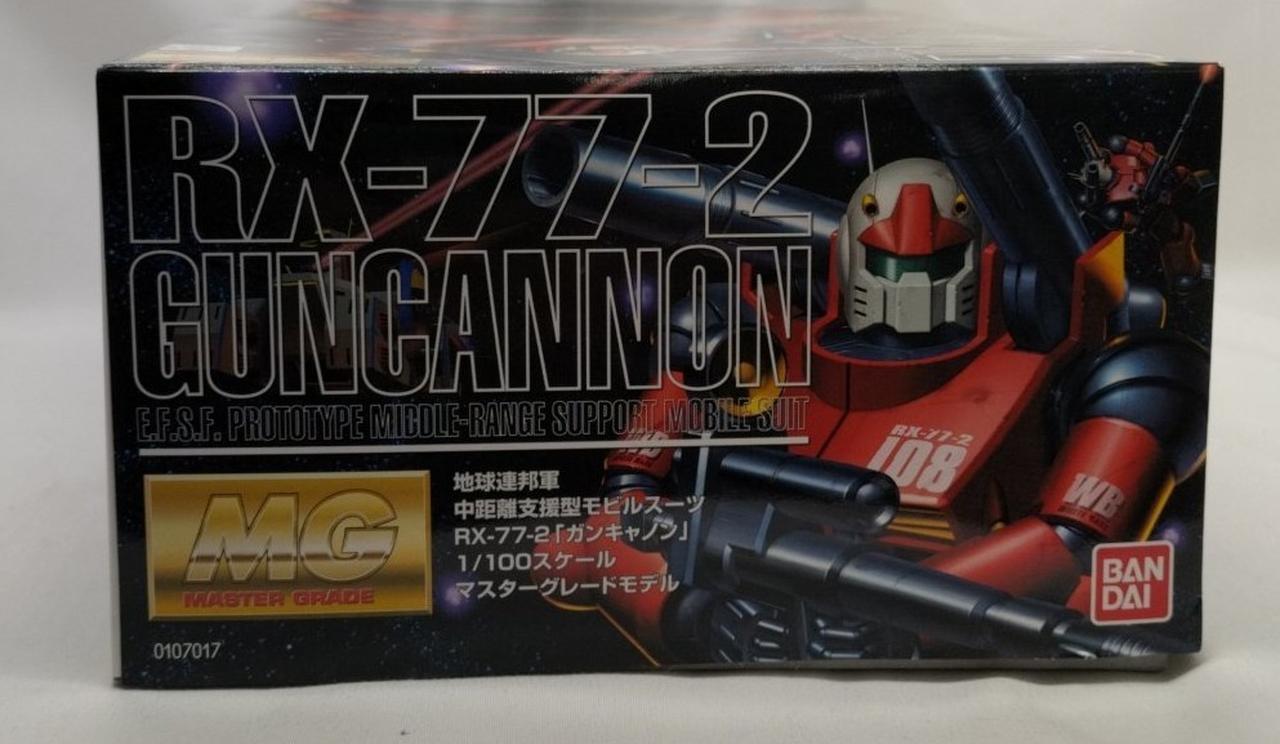 RX-77-2
GUNCANNON
E.F.S.F. PROTOTYPE MIDDLE-RANGE SUPPORT MOBILE SUIT
MG
MASTER GRADE
地球連邦軍
中距離支援型モビルスーツ
RX-77-2「ガンキャノン」
1/100スケール
マスターグレードモデル
0107017
RX-77-2
108
WB
WB
BAN
DAI